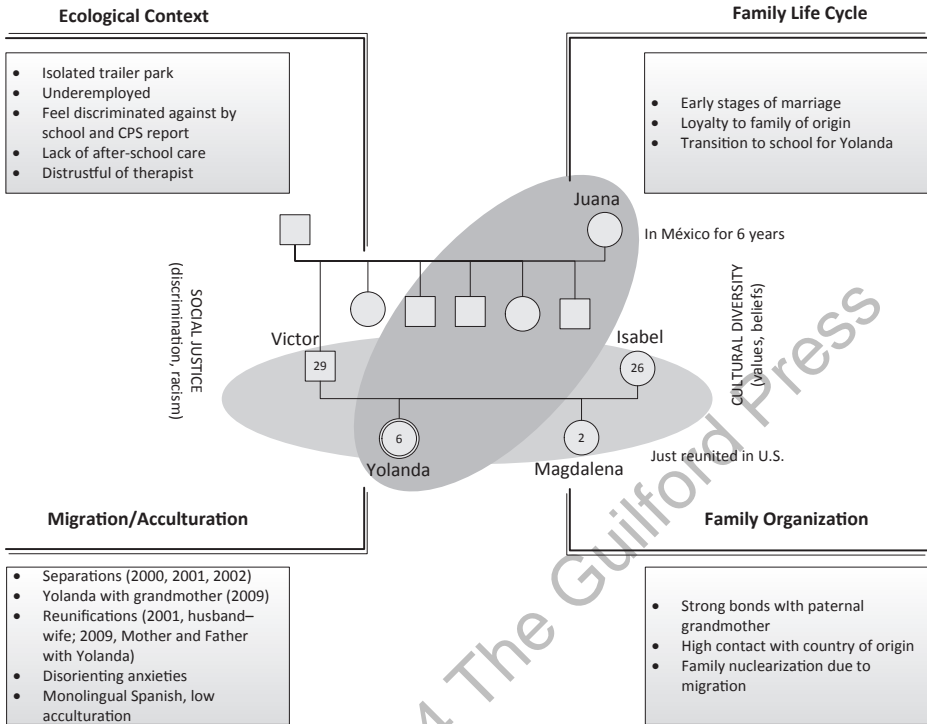 Ecological Context
• Isolated trailer park
• Underemployed
• Feel discriminated against by
school and CPS report
• Lack of after-school care
• Distrustful of therapist
Family Life Cycle
• Early stages of marriage
• Loyalty to family of origin
• Transition to school for Yolanda
Juana
In México for 6 years
SOCIAL JUSTICE
(discrimination, racism)
CULTURAL DIVERSITY
(values, beliefs)
Victor
29
Isabel
26
6
Yolanda
2
Magdalena
Just reunited in U.S.
Migration/Acculturation
• Separations (2000, 2001, 2002)
• Yolanda with grandmother (2009)
• Reunifications (2001, husband–
wife; 2009, Mother and Father
with Yolanda)
• Disorienting anxieties
• Monolingual Spanish, low
acculturation
Family Organization
• Strong bonds wIth paternal
grandmother
• High contact with country of origin
• Family nuclearization due to
migration
4 The Guilford Press